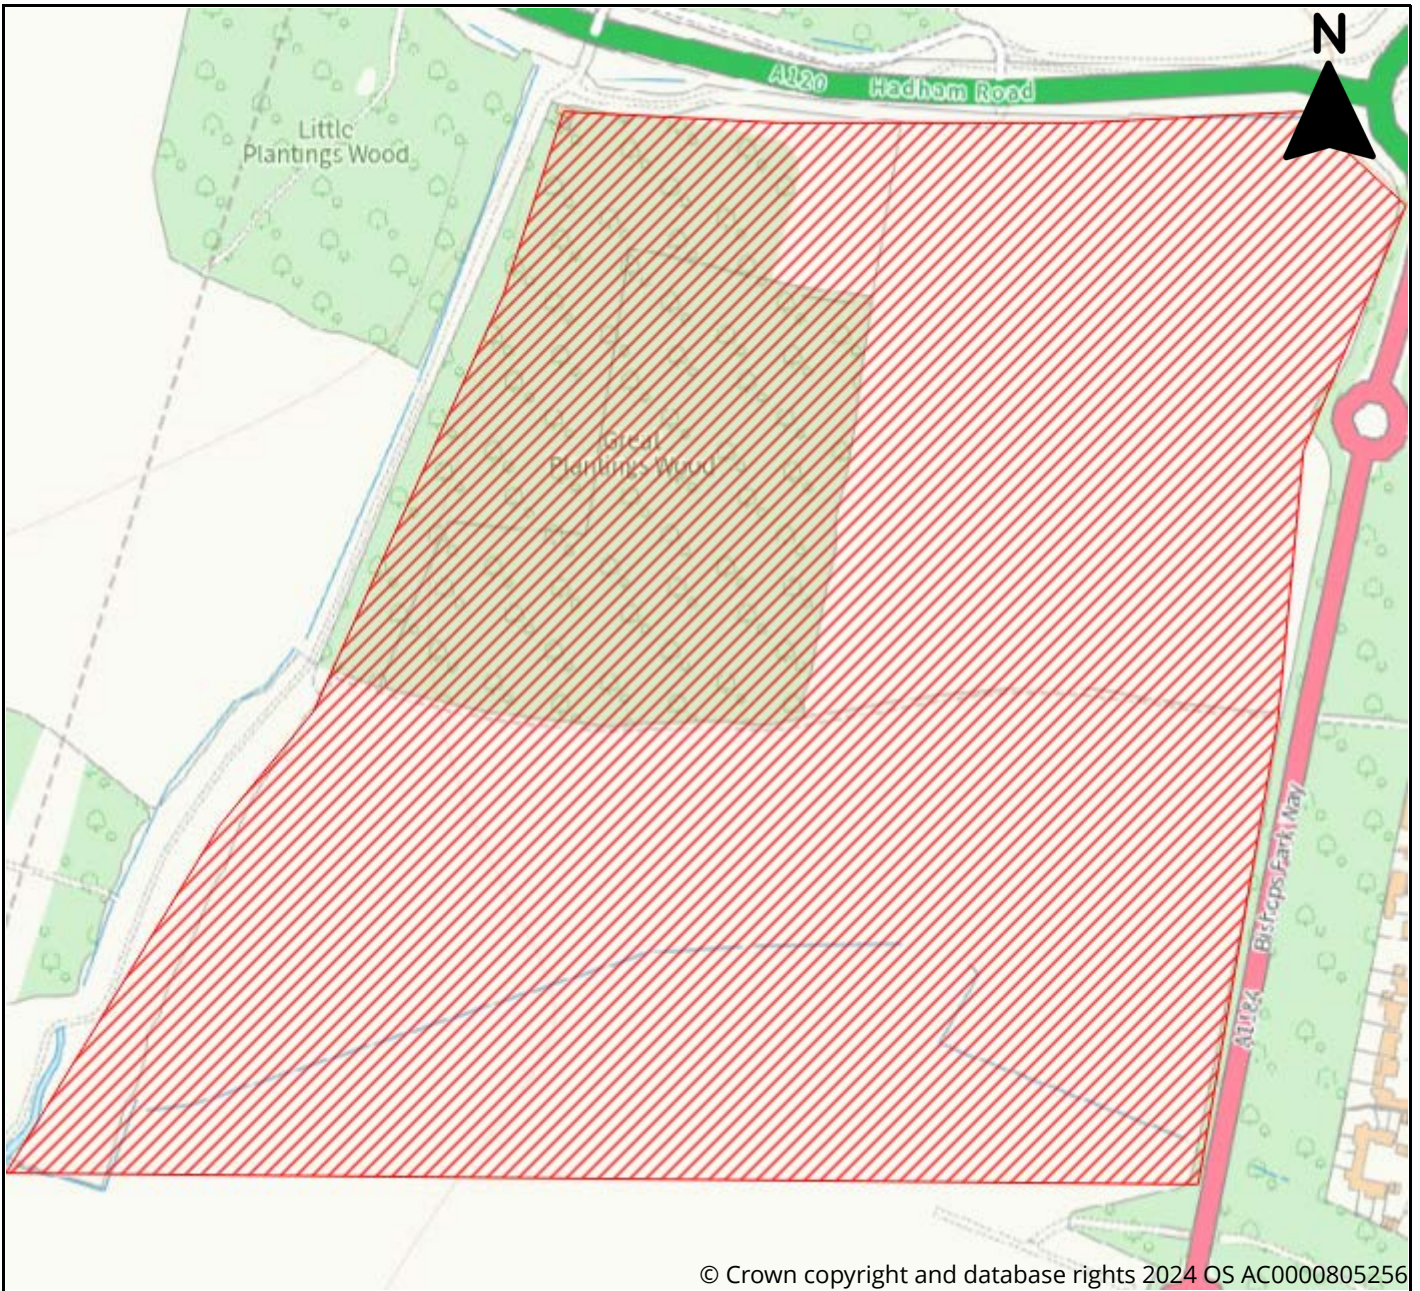 N
A120 Hadham Road
Little
Plantings Wood
Great
Plantings Wood
A1184 Bishops Park Way
© Crown copyright and database rights 2024 OS AC0000805256